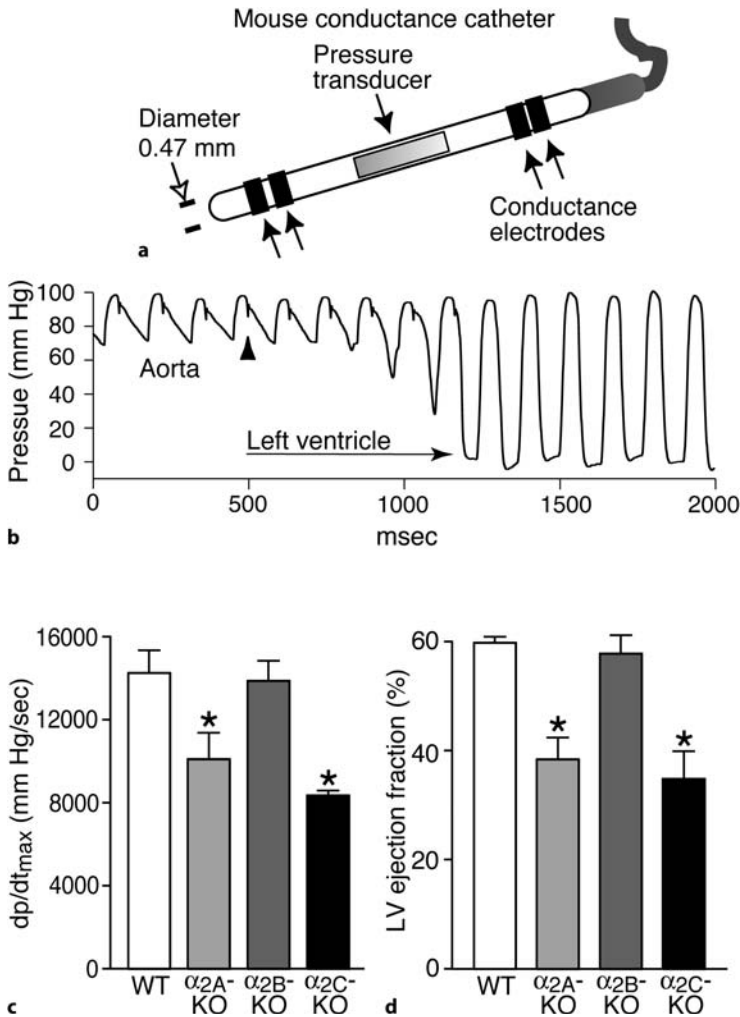 Mouse conductance catheter
Pressure
transducer
Diameter
0.47 mm
Conductance
electrodes
a
Pressue (mm Hg)
100
80
60
40
20
0
Aorta
Left ventricle
0
500
1000
1500
2000
msec
b
dp/dtmax (mm Hg/sec)
16000
12000
8000
4000
0
*
*
WT
α2A-
KO
α2B-
KO
α2C-
KO
c
LV ejection fraction (%)
60
40
20
0
*
*
WT
α2A-
KO
α2B-
KO
α2C-
KO
d